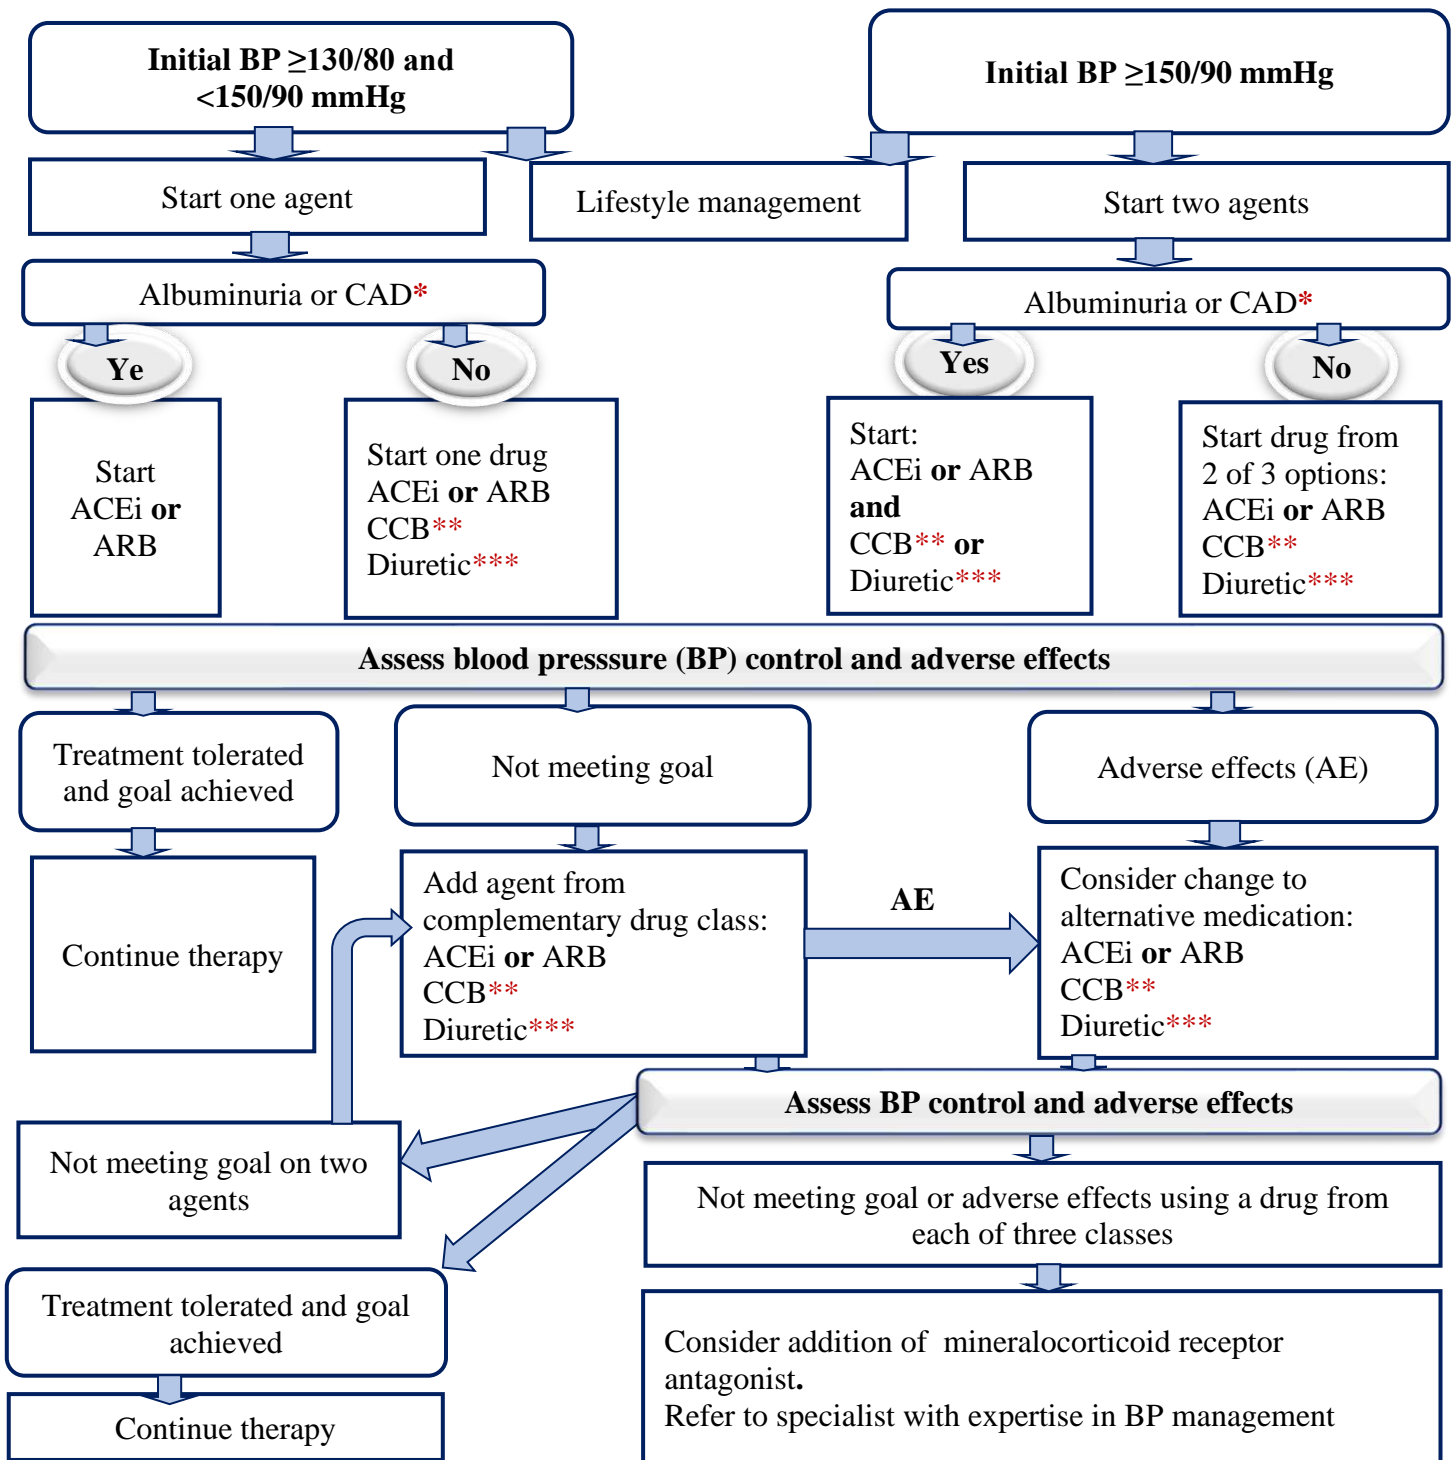 Initial BP ≥130/80 and
<150/90 mmHg
Initial BP ≥150/90 mmHg
Start one agent
Lifestyle management
Start two agents
Albuminuria or CAD*
Albuminuria or CAD*
Ye
No
Yes
No
Start
ACEi or
ARB
Start one drug
ACEi or ARB
CCB**
Diuretic***
Start:
ACEi or ARB
and
CCB** or
Diuretic***
Start drug from
2 of 3 options:
ACEi or ARB
CCB**
Diuretic***
Assess blood presssure (BP) control and adverse effects
Treatment tolerated
and goal achieved
Not meeting goal
Adverse effects (AE)
Continue therapy
Add agent from
complementary drug class:
ACEi or ARB
CCB**
Diuretic***
AE
Consider change to
alternative medication:
ACEi or ARB
CCB**
Diuretic***
Assess BP control and adverse effects
Not meeting goal on two
agents
Not meeting goal or adverse effects using a drug from
each of three classes
Treatment tolerated and goal
achieved
Continue therapy
Consider addition of mineralocorticoid receptor
antagonist.
Refer to specialist with expertise in BP management